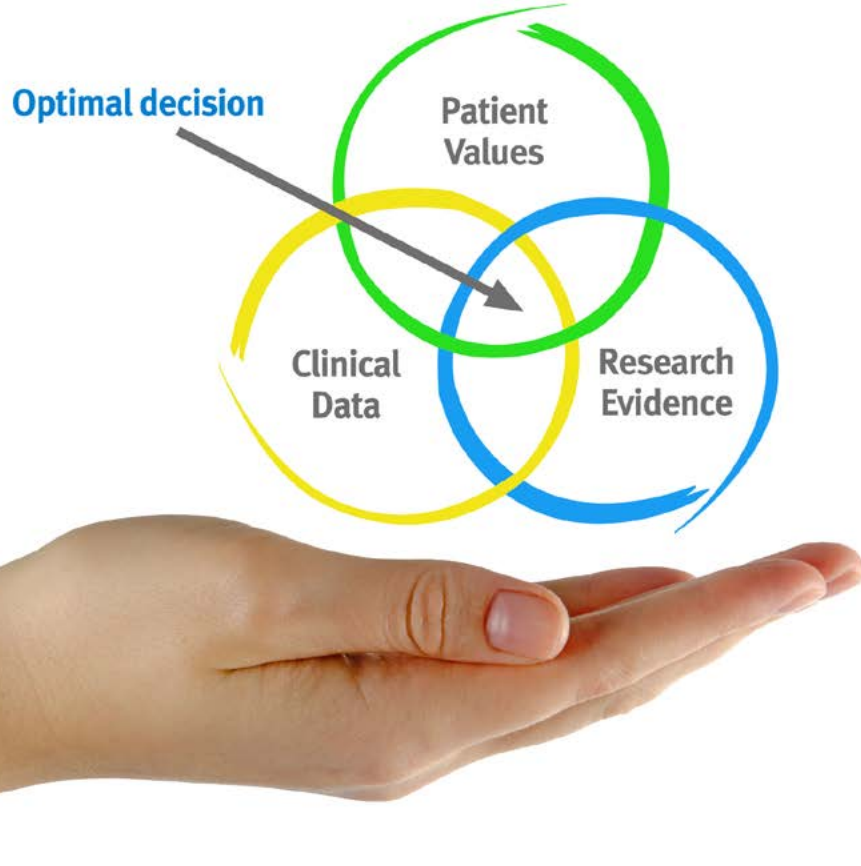 Optimal decision
Patient
Values
Clinical
Data
Research
Evidence